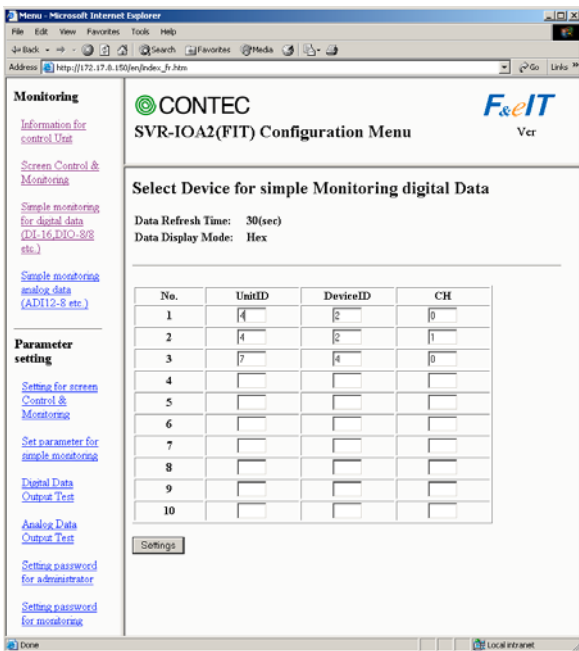 Menu - Microsoft Internet Explorer
File Edit View Favorites Tools Help
Back Search Favorites Media
Address http://172.17.0.150/en/index_fr.htm Go Links »
Monitoring
Information for
control Unit
Screen Control &
Monitoring
Simple monitoring
for digital data
(DI-16,DIO-8/8
etc.)
Simple monitoring
analog data
(ADI12-8 etc.)
Parameter
setting
Setting for screen
Control &
Monitoring
Set parameter for
simple monitoring
Digital Data
Output Test
Analog Data
Output Test
Setting password
for administrator
Setting password
for monitoring
CONTEC
F&eIT
SVR-IOA2(FIT) Configuration Menu
Ver
Select Device for simple Monitoring digital Data
Data Refresh Time: 30(sec)
Data Display Mode: Hex
No. UnitID DeviceID CH
1 4 2 0
2 4 2 1
3 7 4 0
4
5
6
7
8
9
10
Settings
Done
Local intranet